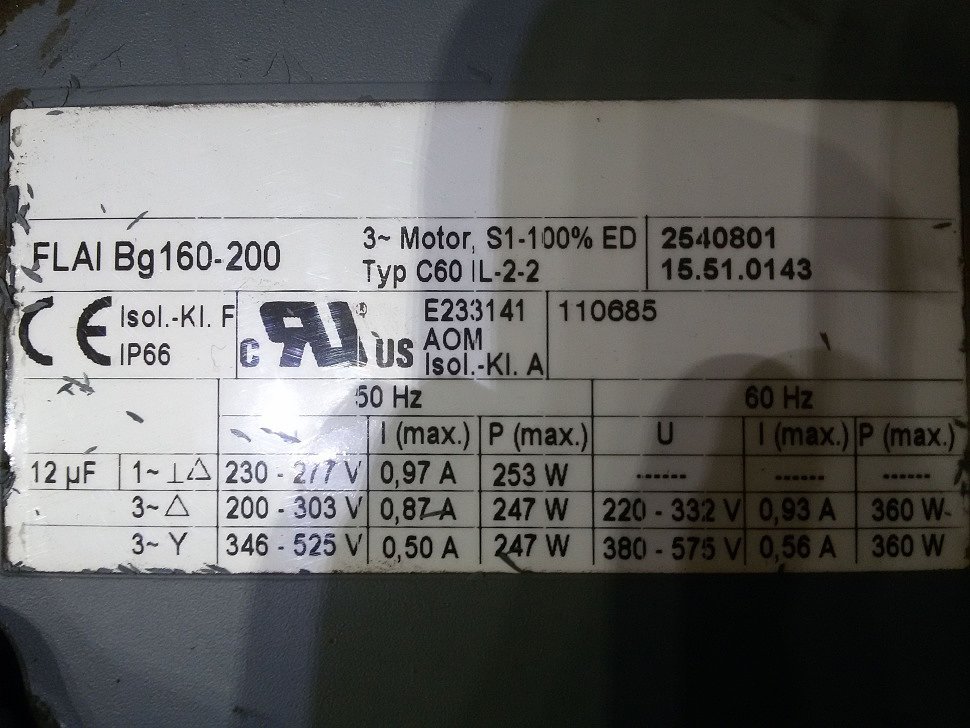 FLAI Bg160-200
3~ Motor, S1-100% ED
Typ C60 IL-2-2
2540801
15.51.0143
CE
Isol.-Kl. F
IP66
c RU ® US
E233141
AOM
Isol.-Kl. A
110685
50 Hz
60 Hz
I (max.) P (max.) U I (max.) P (max.)
12 µF 1~ ⊥△ 230 - 277 V 0,97 A 253 W ------ ------ ------
3~ △ 200 - 303 V 0,87 A 247 W 220 - 332 V 0,93 A 360 W
3~ Y 346 - 525 V 0,50 A 247 W 380 - 575 V 0,56 A 360 W